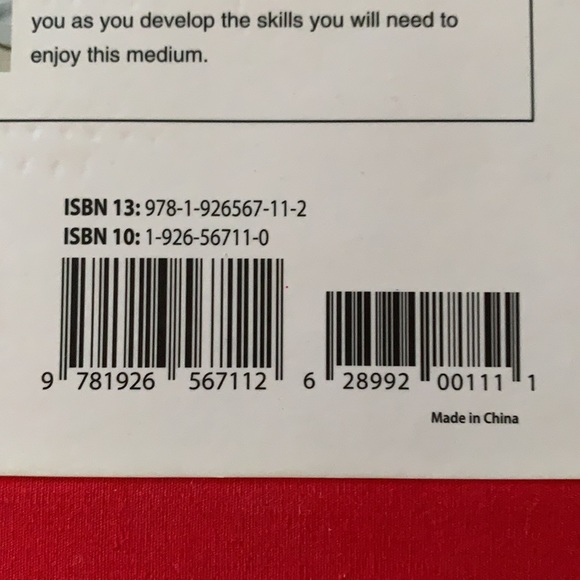 you as you develop the skills you will need to
enjoy this medium.
ISBN 13: 978-1-926567-11-2
ISBN 10: 1-926-56711-0
9 781926 567112
6 28992 00111 1
Made in China